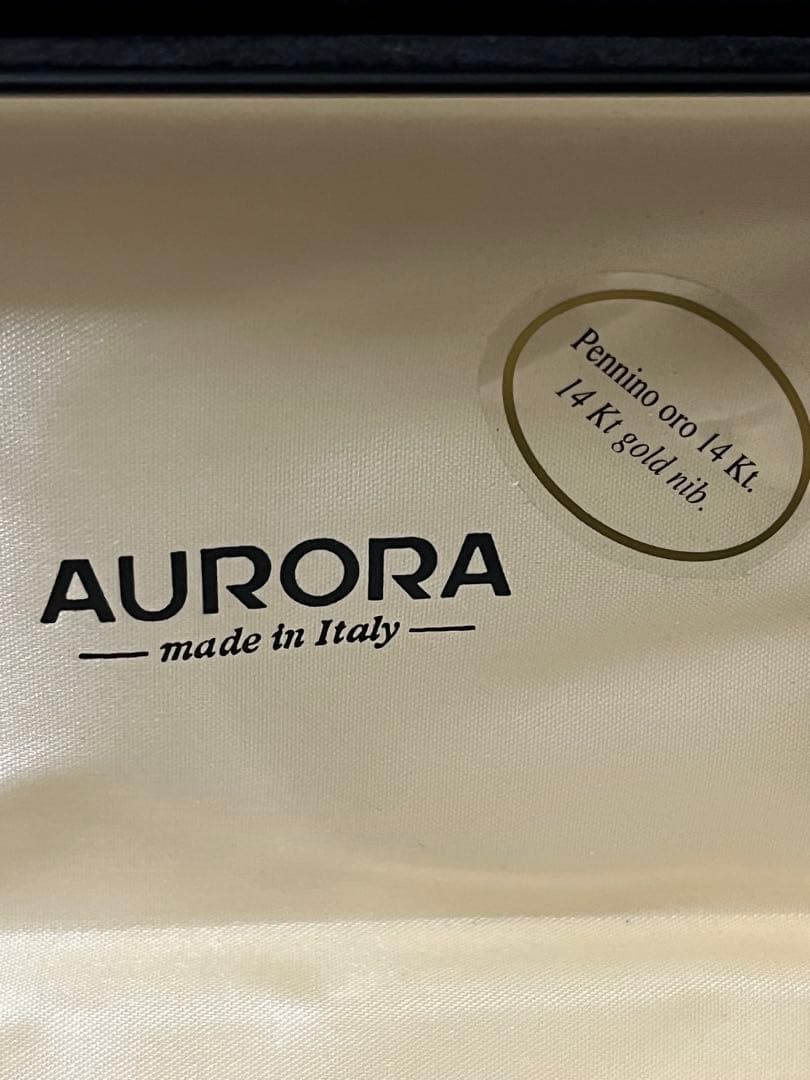 Pennino oro 14 Kt.
14 Kt gold nib.
AURORA
made in Italy